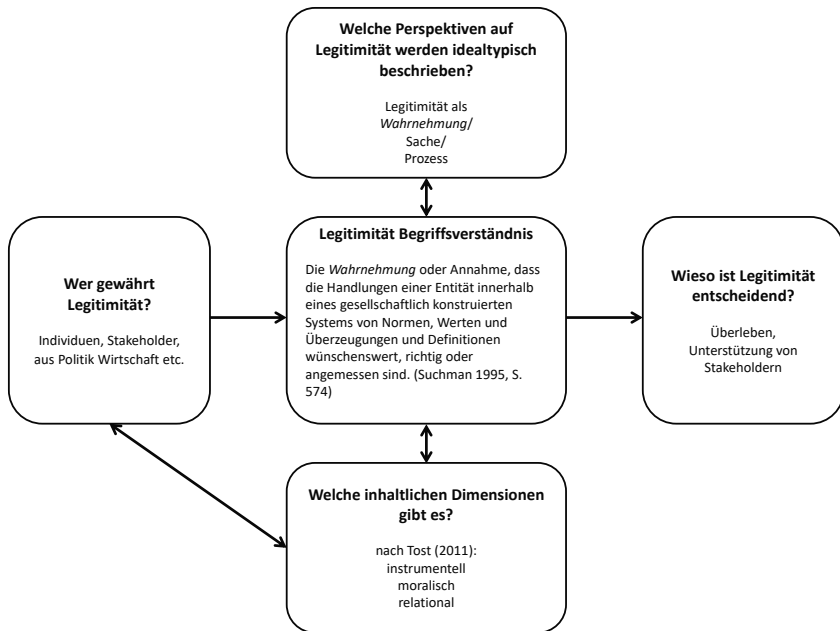 Welche Perspektiven auf
Legitimität werden idealtypisch
beschrieben?
Legitimität als
Wahrnehmung/
Sache/
Prozess
Wer gewährt
Legitimität?
Individuen, Stakeholder,
aus Politik Wirtschaft etc.
Legitimität Begriffsverständnis
Die Wahrnehmung oder Annahme, dass
die Handlungen einer Entität innerhalb
eines gesellschaftlich konstruierten
Systems von Normen, Werten und
Überzeugungen und Definitionen
wünschenswert, richtig oder
angemessen sind. (Suchman 1995, S.
574)
Wieso ist Legitimität
entscheidend?
Überleben,
Unterstützung von
Stakeholdern
Welche inhaltlichen Dimensionen
gibt es?
nach Tost (2011):
instrumentell
moralisch
relational